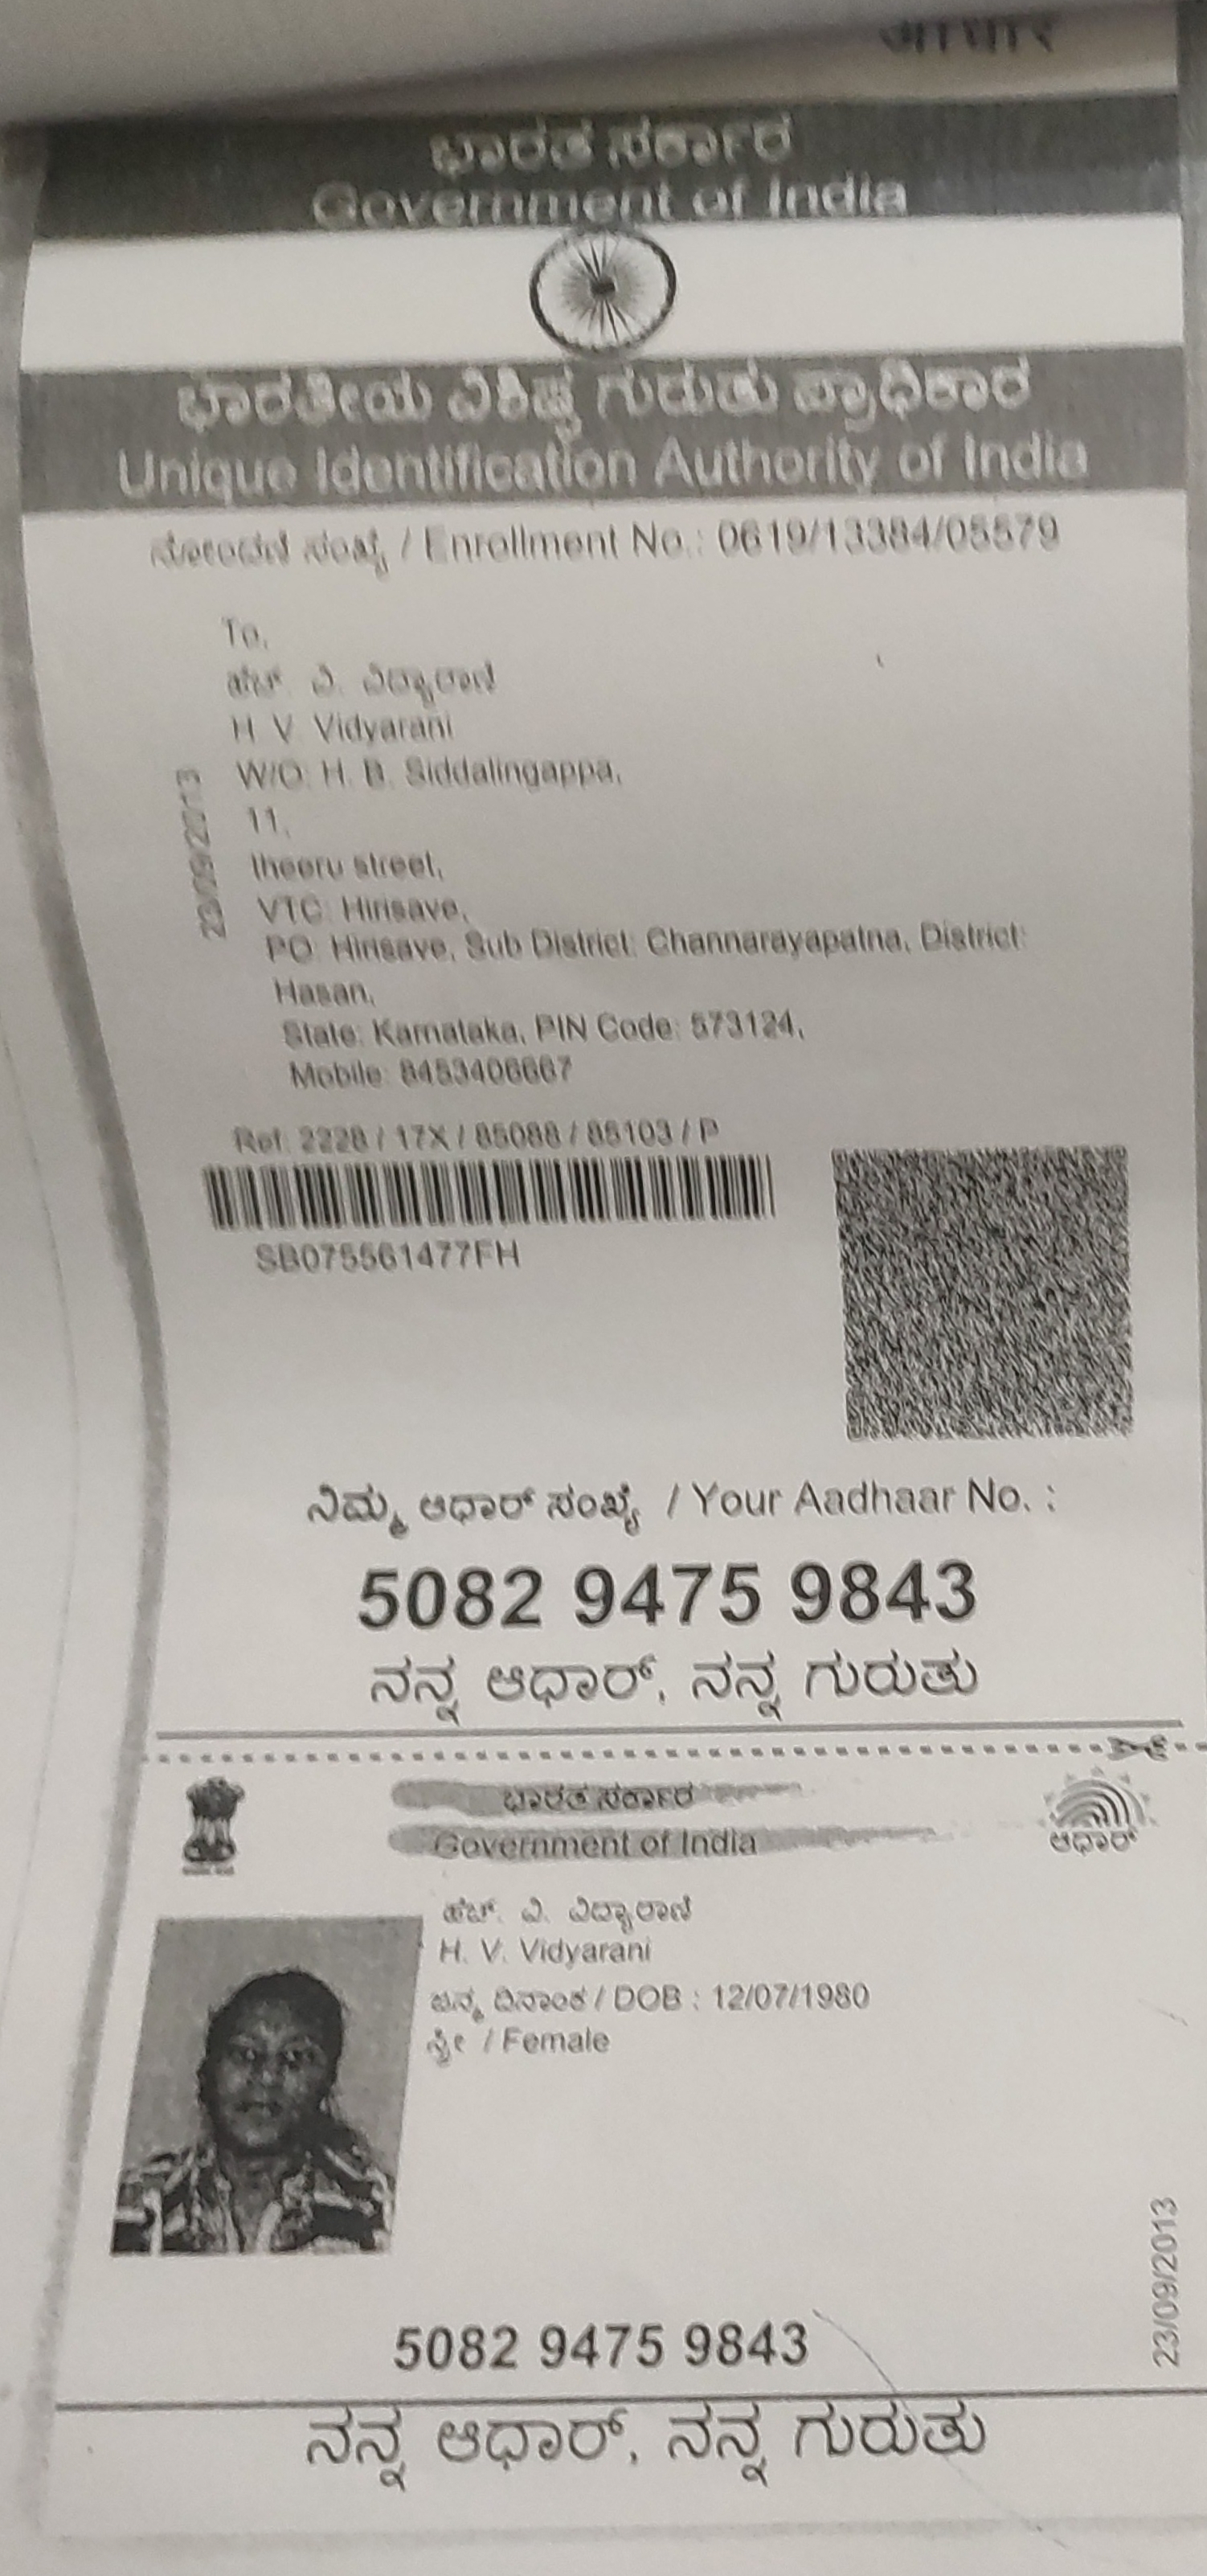 ಭಾರತ ಸರ್ಕಾರ
Government of India
ಭಾರತೀಯ ವಿಶಿಷ್ಟ ಗುರುತು ಪ್ರಾಧಿಕಾರ
Unique Identification Authority of India
ನೋಂದಣಿ ಸಂಖ್ಯೆ / Enrollment No.: 0619/13384/05579
To,
ಹೆಚ್. ವಿ. ವಿದ್ಯಾರಾಣಿ
H. V. Vidyarani
W/O: H. B. Siddalingappa,
11,
theeru street,
VTC: Hirisave,
PO: Hirisave, Sub District: Channarayapatna, District:
Hasan,
State: Karnataka, PIN Code: 573124,
Mobile: 8453406667
23/09/2013
Ref: 2228 / 17X / 85088 / 86103 / P
SB075561477FH
ನಿಮ್ಮ ಆಧಾರ್ ಸಂಖ್ಯೆ / Your Aadhaar No. :
5082 9475 9843
ನನ್ನ ಆಧಾರ್, ನನ್ನ ಗುರುತು
ಭಾರತ ಸರ್ಕಾರ
Government of India
ಆಧಾರ್
ಹೆಚ್. ವಿ. ವಿದ್ಯಾರಾಣಿ
H. V. Vidyarani
ಜನ್ಮ ದಿನಾಂಕ / DOB : 12/07/1980
ಸ್ತ್ರೀ / Female
23/09/2013
5082 9475 9843
ನನ್ನ ಆಧಾರ್, ನನ್ನ ಗುರುತು